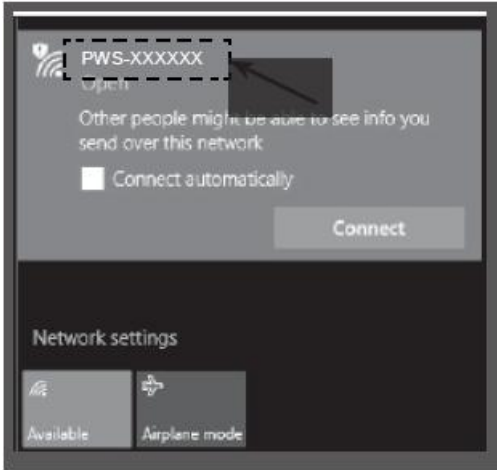 PWS-XXXXXX
Open
Other people might be able to see info you
send over this network
Connect automatically
Connect
Network settings
Available
Airplane mode